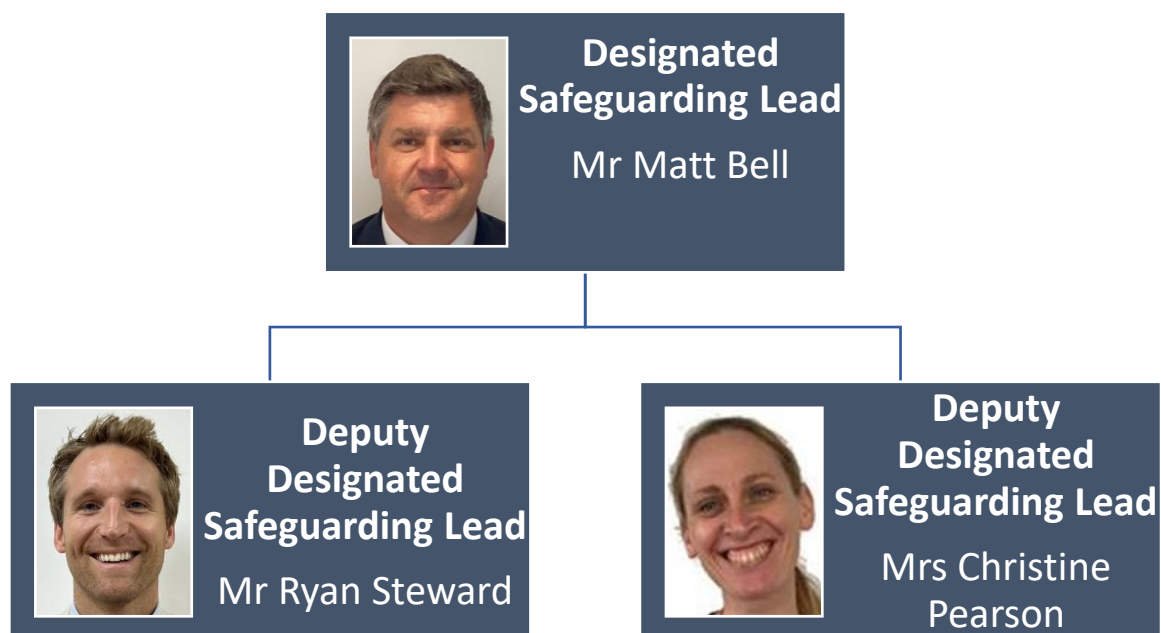 Designated
Safeguarding Lead
Mr Matt Bell
Deputy
Designated
Safeguarding Lead
Mr Ryan Steward
Deputy
Designated
Safeguarding Lead
Mrs Christine
Pearson